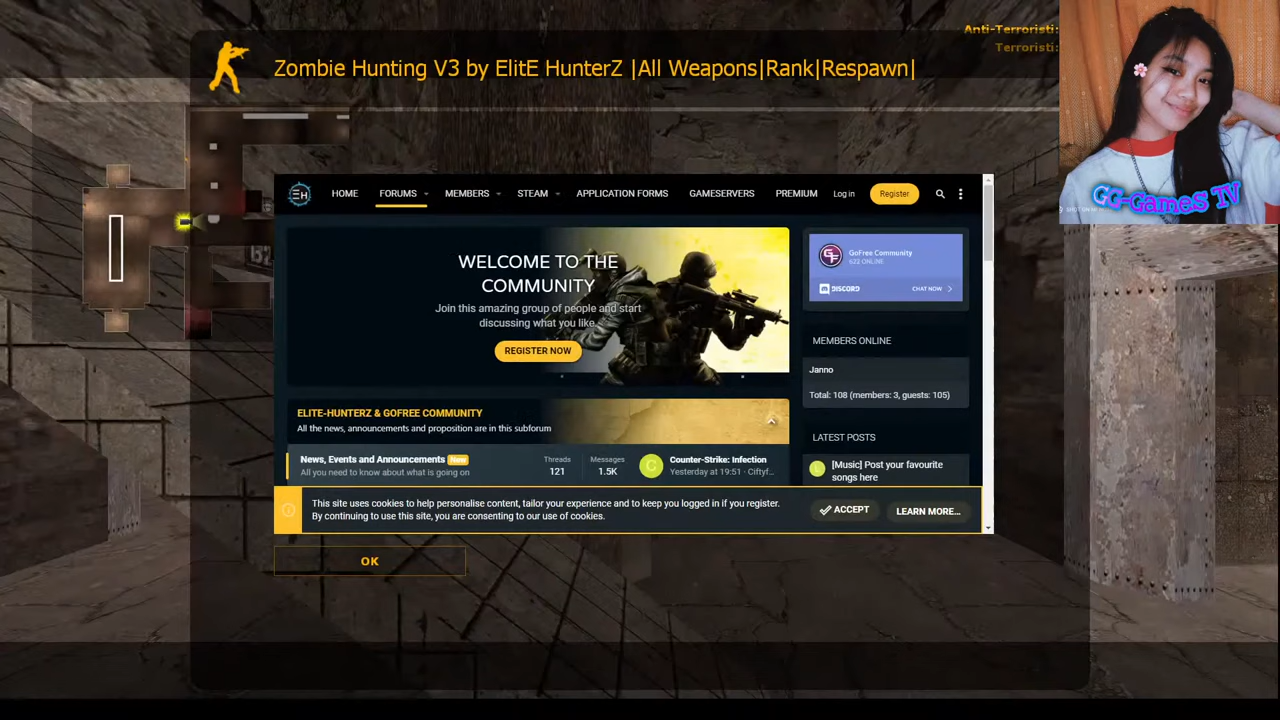 Anti-Terroristi:
Terroristi:
Zombie Hunting V3 by ElitE HunterZ |All Weapons|Rank|Respawn|
GG-GameS TV
EH
HOME
FORUMS
MEMBERS
STEAM
APPLICATION FORMS
GAMESERVERS
PREMIUM
Log in
Register
WELCOME TO THE
COMMUNITY
Join this amazing group of people and start
discussing what you like.
REGISTER NOW
GF
GoFree Community
622 ONLINE
DISCORD
CHAT NOW
MEMBERS ONLINE
Janno
Total: 108 (members: 3, guests: 105)
ELITE-HUNTERZ & GOFREE COMMUNITY
All the news, announcements and proposition are in this subforum
News, Events and Announcements New
All you need to know about what is going on
Threads
121
Messages
1.5K
C
Counter-Strike: Infection
Yesterday at 19:51 · Ciftyf...
LATEST POSTS
L
[Music] Post your favourite
songs here
This site uses cookies to help personalise content, tailor your experience and to keep you logged in if you register.
By continuing to use this site, you are consenting to our use of cookies.
ACCEPT
LEARN MORE...
OK